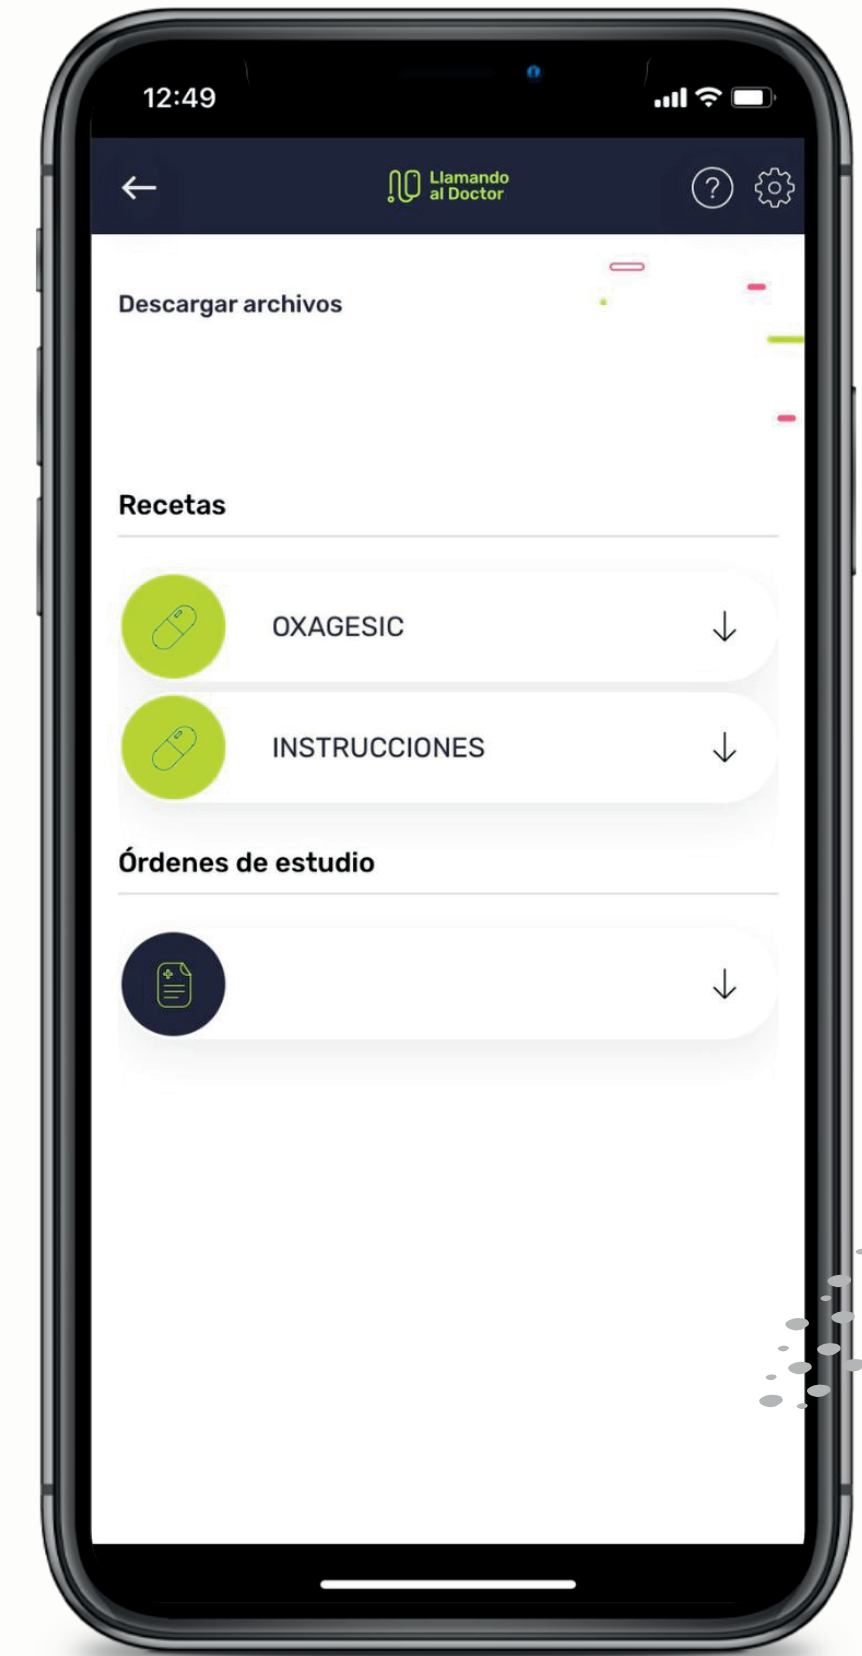 12:49
Llamando
al Doctor
?
Descargar archivos
Recetas
OXAGESIC
INSTRUCCIONES
Órdenes de estudio